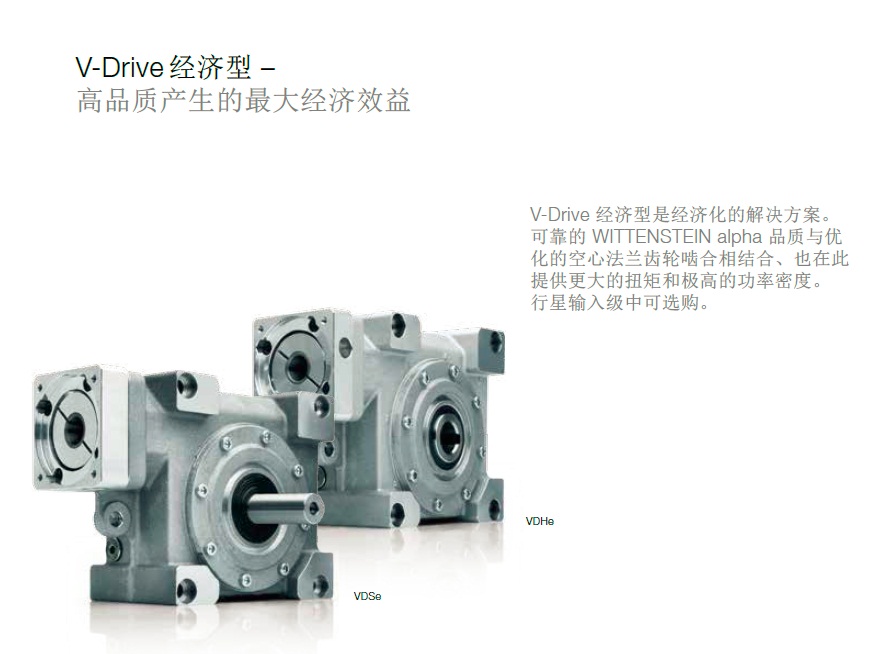 V-Drive 经济型 –
高品质产生的最大经济效益
V-Drive 经济型是经济化的解决方案。
可靠的 WITTENSTEIN alpha 品质与优
化的空心法兰齿轮啮合相结合、也在此
提供更大的扭矩和极高的功率密度。
行星输入级中可选购。
VDHe
VDSe